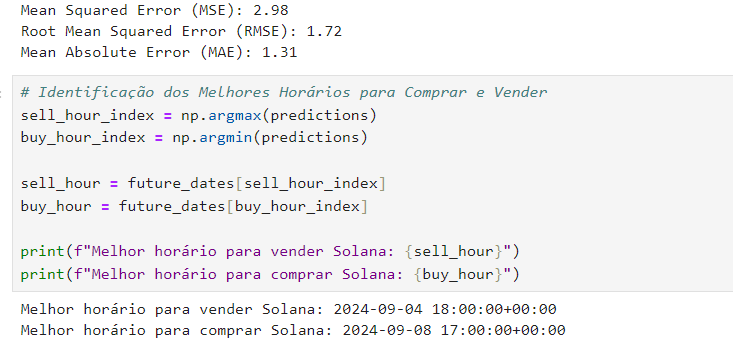 Mean Squared Error (MSE): 2.98
Root Mean Squared Error (RMSE): 1.72
Mean Absolute Error (MAE): 1.31
# Identificação dos Melhores Horários para Comprar e Vender
sell_hour_index = np.argmax(predictions)
buy_hour_index = np.argmin(predictions)
sell_hour = future_dates[sell_hour_index]
buy_hour = future_dates[buy_hour_index]
print(f"Melhor horário para vender Solana: {sell_hour}")
print(f"Melhor horário para comprar Solana: {buy_hour}")
Melhor horário para vender Solana: 2024-09-04 18:00:00+00:00
Melhor horário para comprar Solana: 2024-09-08 17:00:00+00:00